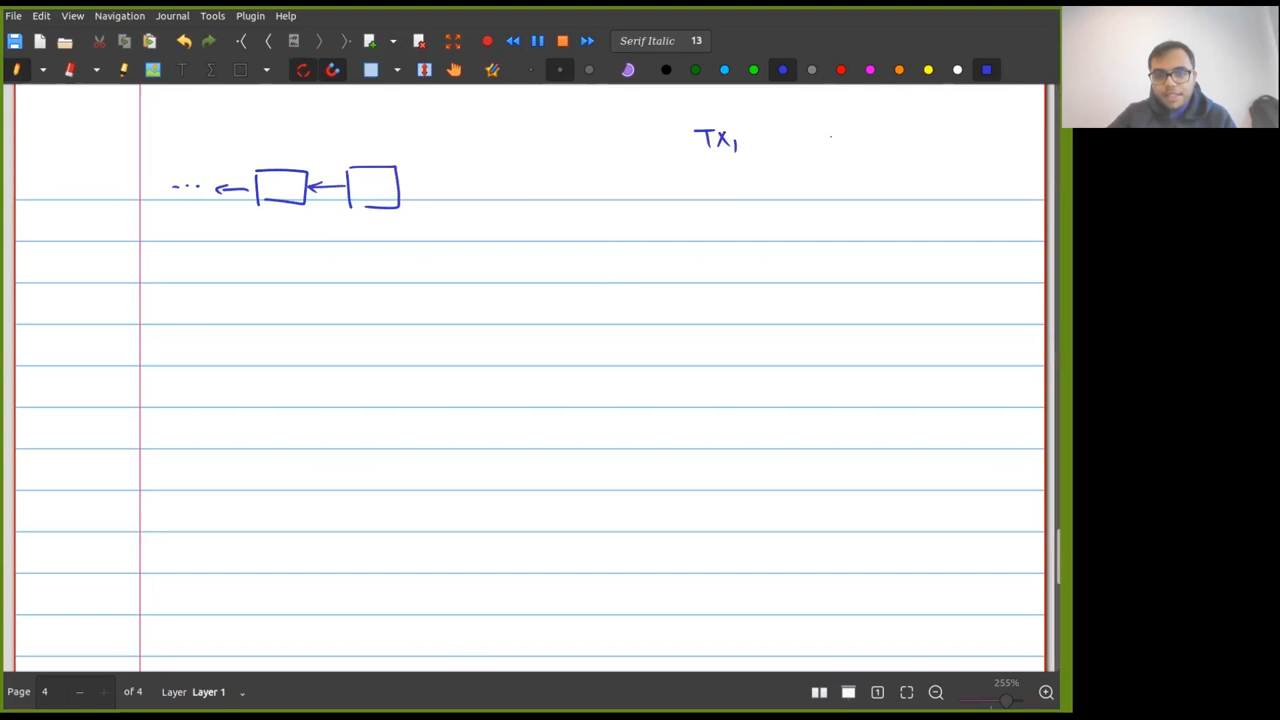 File Edit View Navigation Journal Tools Plugin Help
Serif Italic 13
TX1
...
Page 4 of 4 Layer Layer 1 255%